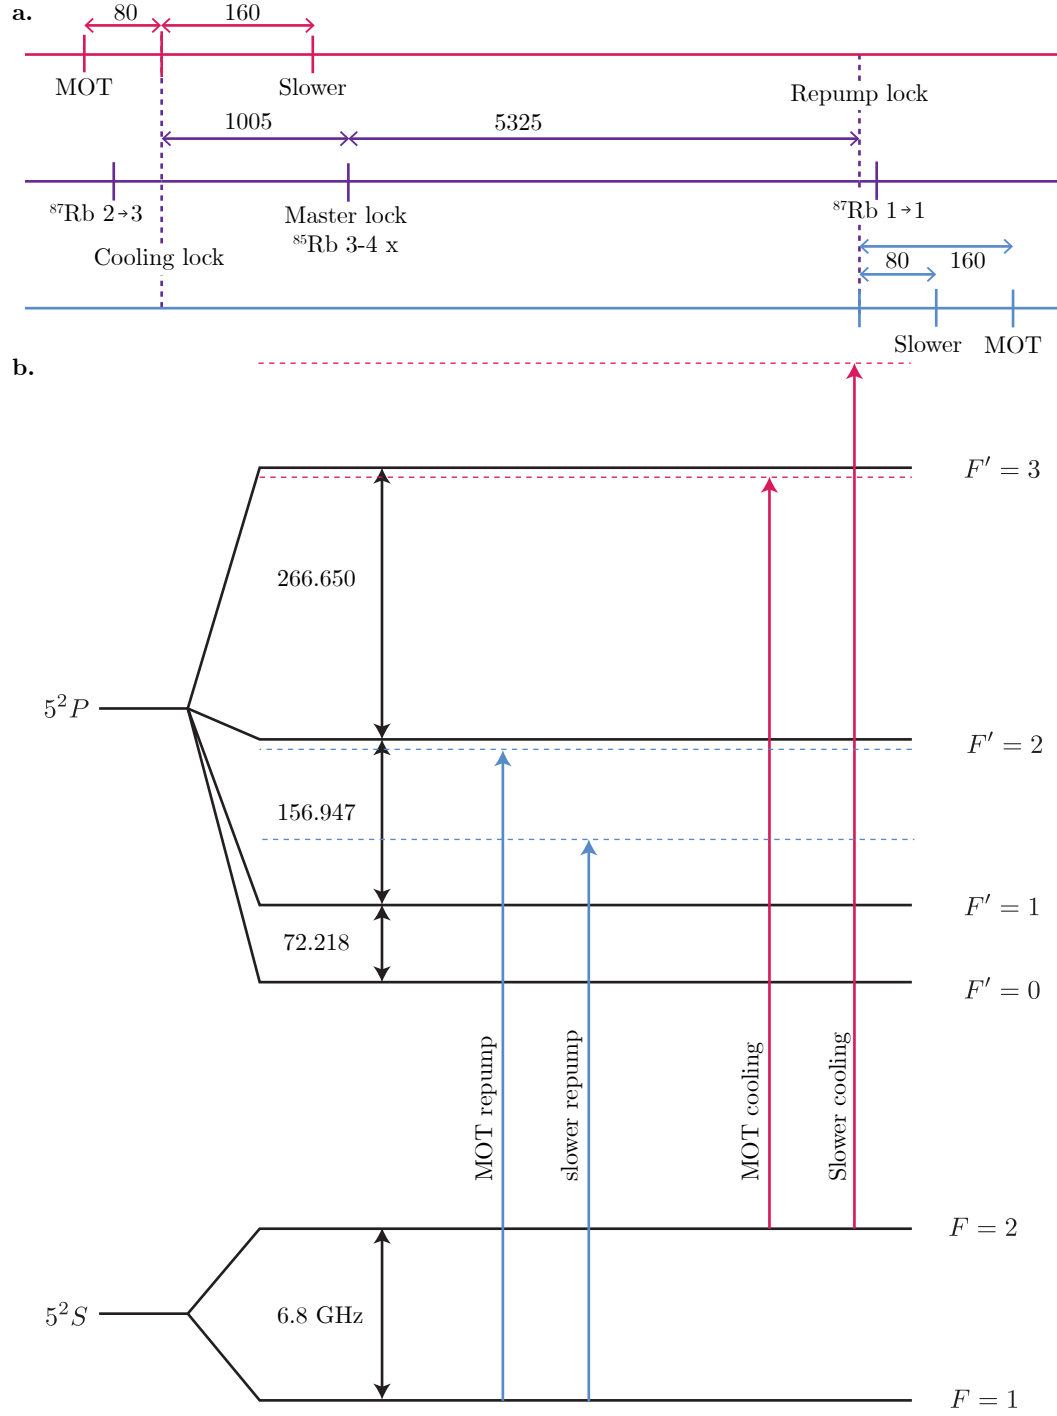 a.
80
160
MOT
Slower
Repump lock
1005
5325
⁸⁷Rb 2→3
Master lock
⁸⁵Rb 3-4 x
⁸⁷Rb 1→1
Cooling lock
80
160
Slower
MOT
b.
F′ = 3
266.650
5²P
F′ = 2
156.947
F′ = 1
72.218
F′ = 0
MOT repump
slower repump
MOT cooling
Slower cooling
F = 2
5²S
6.8 GHz
F = 1